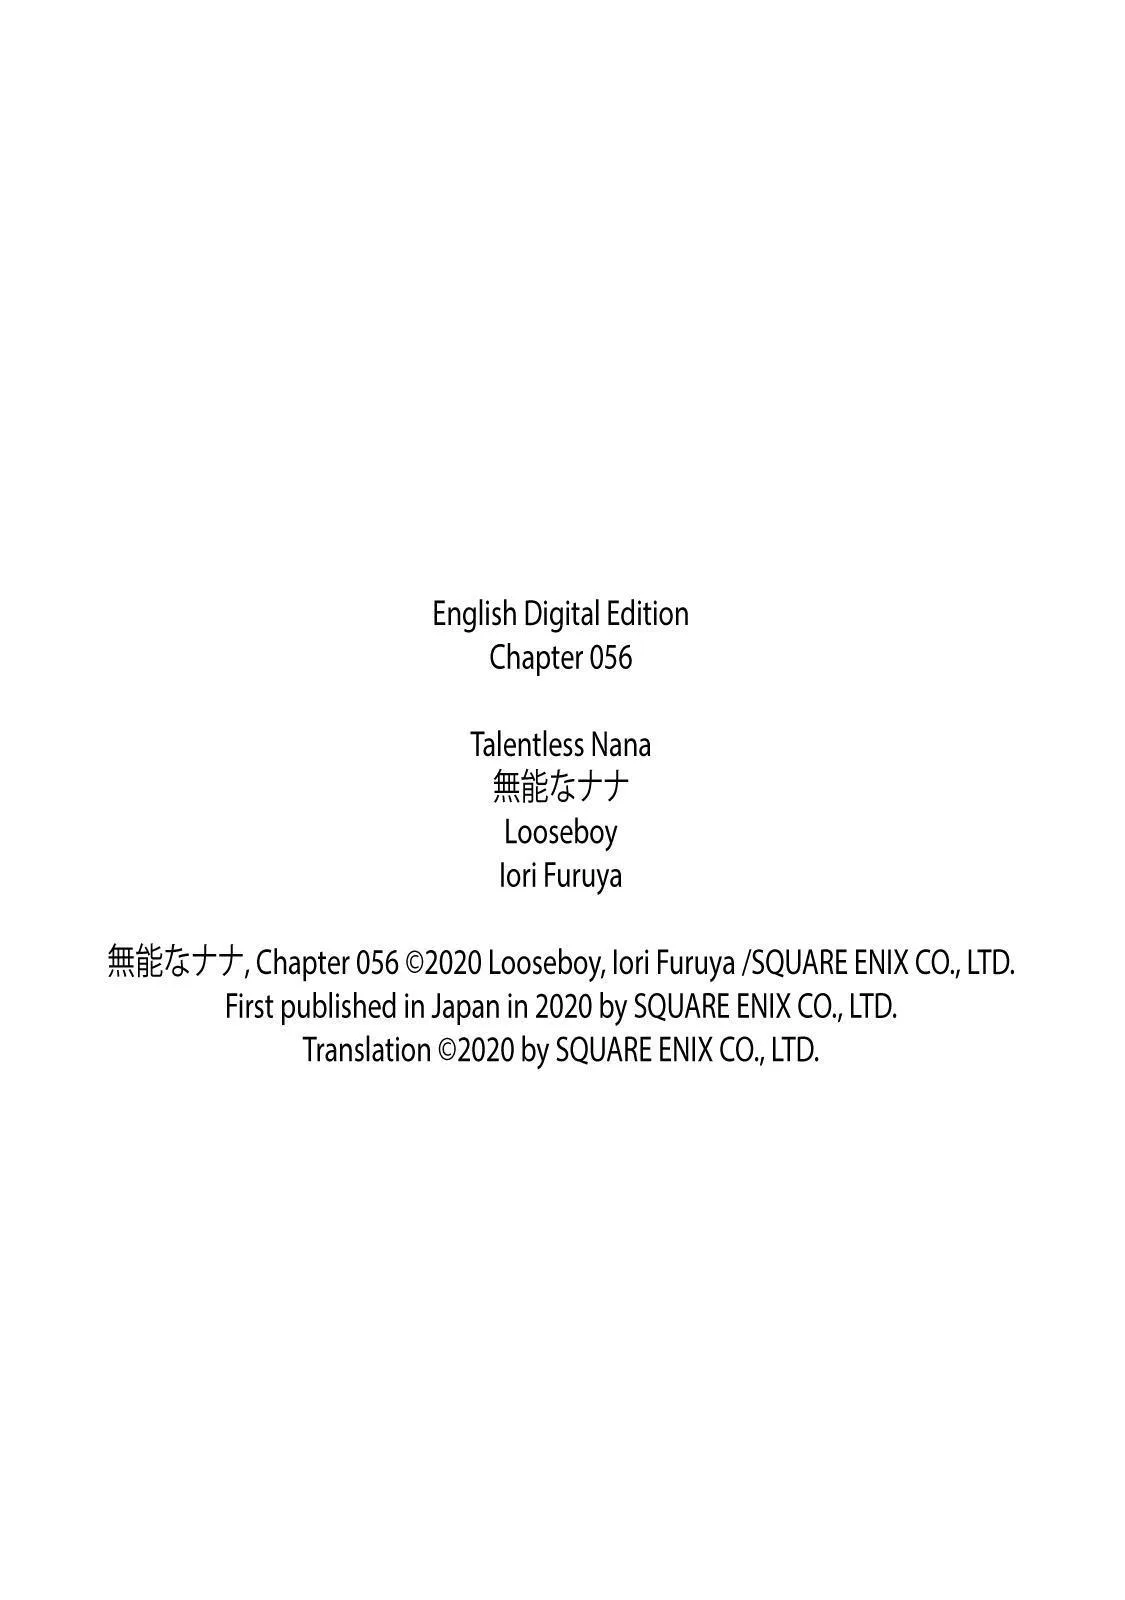 English Digital Edition
Chapter 056
Talentless Nana
無能なナナ
Looseboy
Iori Furuya
無能なナナ, Chapter 056 ©2020 Looseboy, Iori Furuya /SQUARE ENIX CO., LTD.
First published in Japan in 2020 by SQUARE ENIX CO., LTD.
Translation ©2020 by SQUARE ENIX CO., LTD.